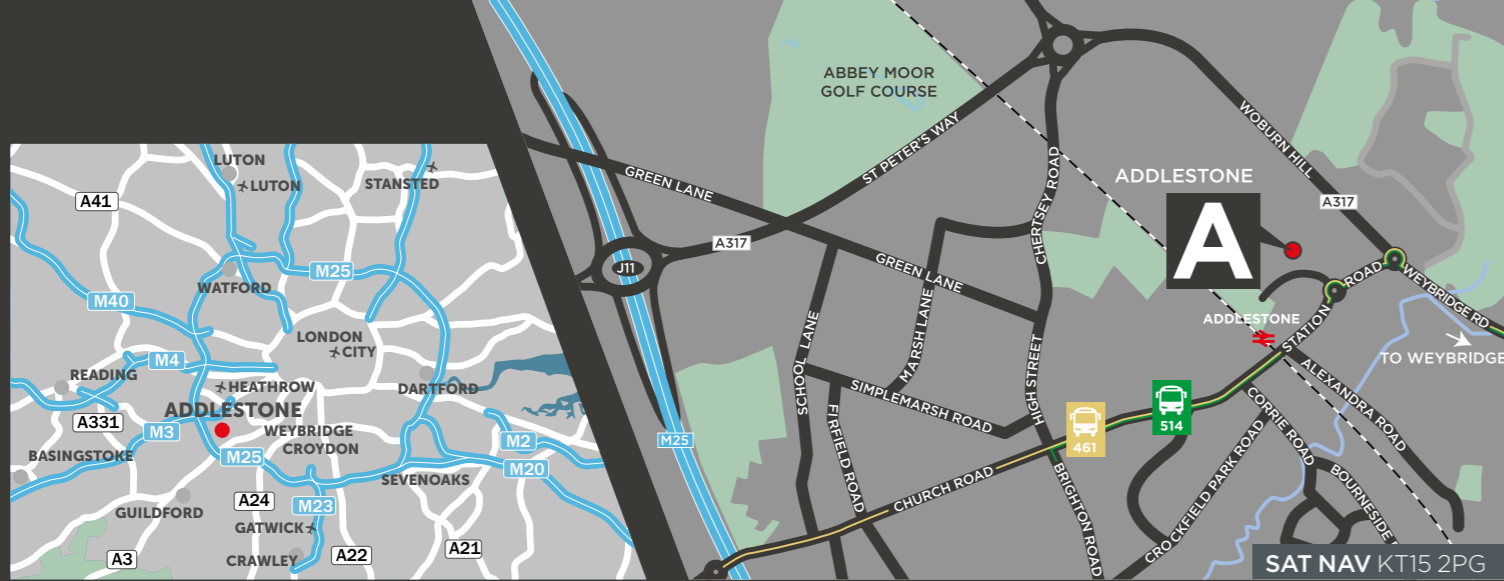 LUTON
LUTON
STANSTED
A41
M25
WATFORD
M40
LONDON
CITY
M4
READING
HEATHROW
DARTFORD
ADDLESTONE
A331
M3
WEYBRIDGE
CROYDON
M2
BASINGSTOKE
M25
M20
SEVENOAKS
A24
M23
GUILDFORD
GATWICK
A3
CRAWLEY
A22
A21
ABBEY MOOR
GOLF COURSE
ST PETER'S WAY
WOBURN HILL
GREEN LANE
CHERTSEY ROAD
ADDLESTONE
A
A317
A317
J11
GREEN LANE
STATION ROAD
WEYBRIDGE RD
MARSH LANE
ADDLESTONE
TO WEYBRIDGE
SCHOOL LANE
HIGH STREET
ALEXANDRA ROAD
SIMPLEMARSH ROAD
CORRIE ROAD
514
461
M25
FIRFIELD ROAD
CHURCH ROAD
BRIGHTON ROAD
CROCKFIELD PARK ROAD
BOURNESIDE
SAT NAV KT15 2PG